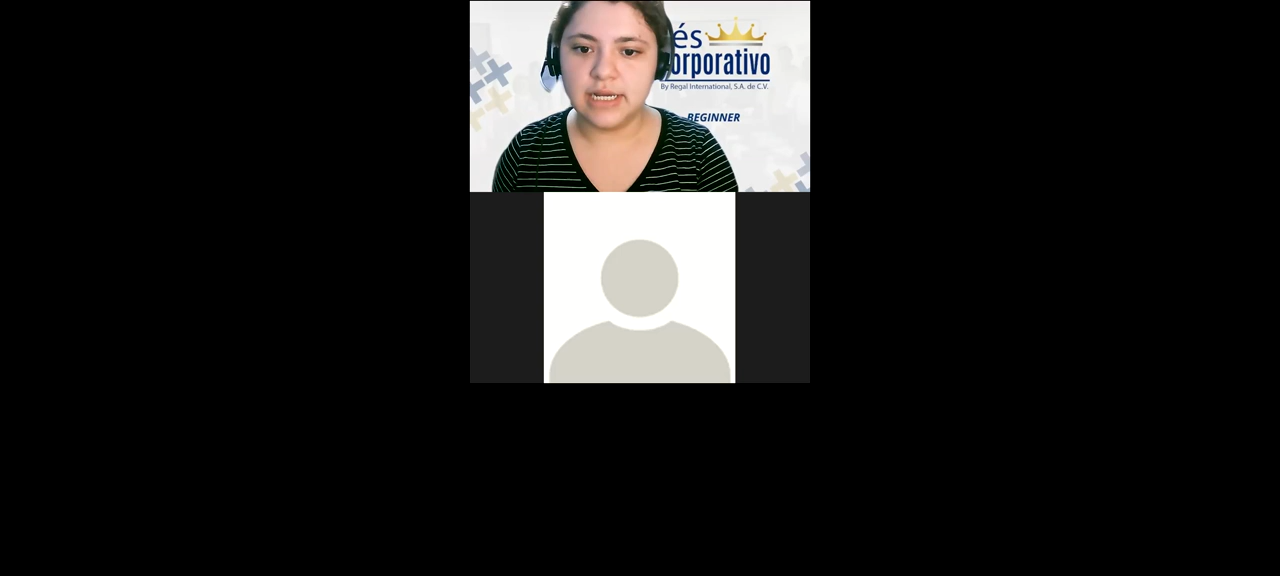 és
orporativo
By Regal International, S.A. de C.V.
BEGINNER